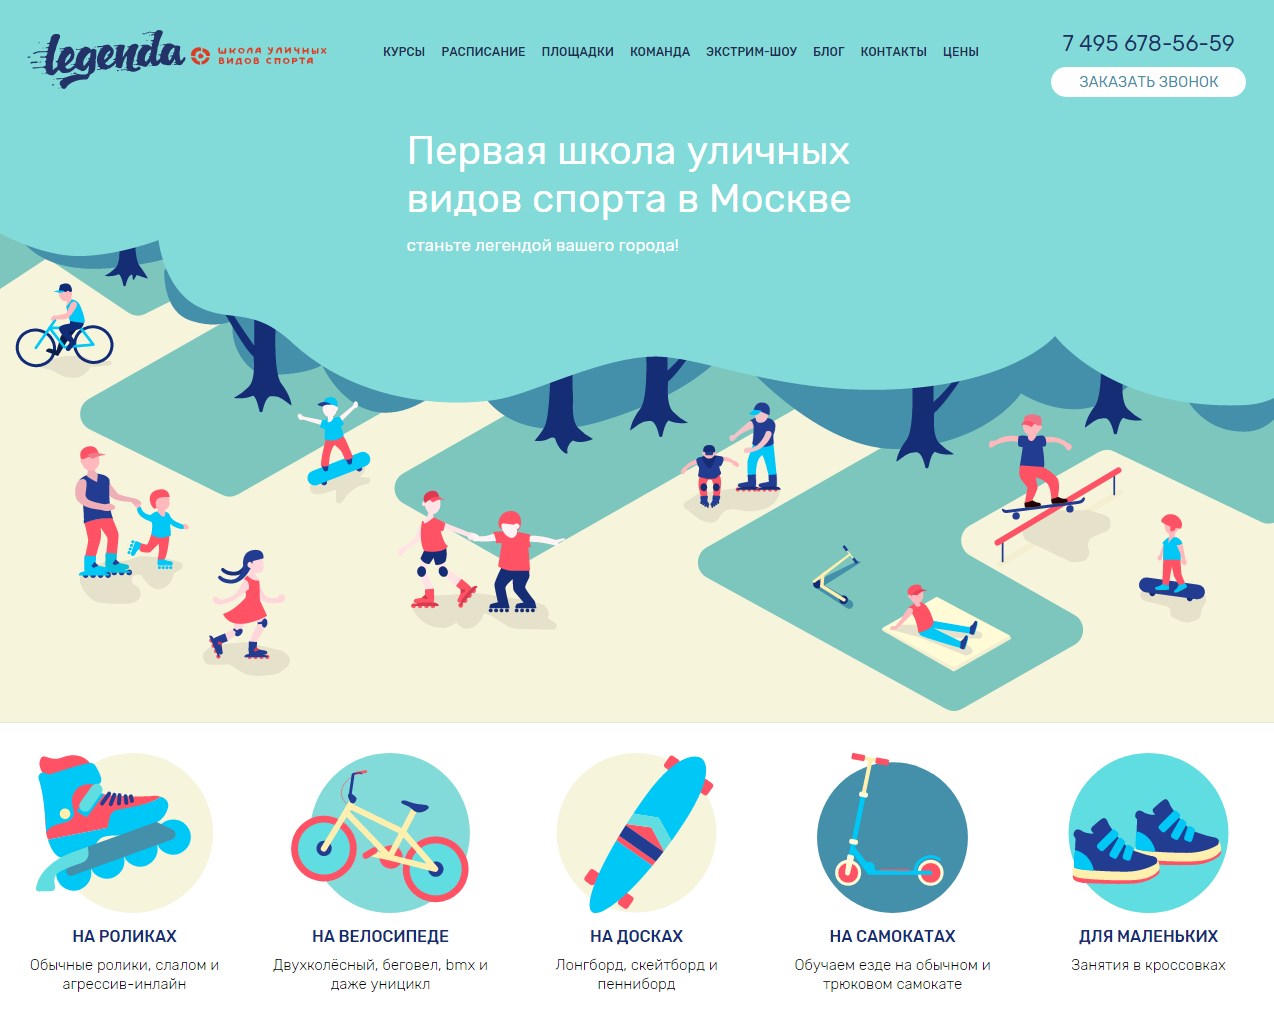 legenda
ШКОЛА УЛИЧНЫХ
ВИДОВ СПОРТА
КУРСЫ РАСПИСАНИЕ ПЛОЩАДКИ КОМАНДА ЭКСТРИМ-ШОУ БЛОГ КОНТАКТЫ ЦЕНЫ
7 495 678-56-59
ЗАКАЗАТЬ ЗВОНОК
Первая школа уличных
видов спорта в Москве
станьте легендой вашего города!
НА РОЛИКАХ
Обычные ролики, слалом и
агрессив-инлайн
НА ВЕЛОСИПЕДЕ
Двухколёсный, беговел, bmx и
даже уницикл
НА ДОСКАХ
Лонгборд, скейтборд и
пенниборд
НА САМОКАТАХ
Обучаем езде на обычном и
трюковом самокате
ДЛЯ МАЛЕНЬКИХ
Занятия в кроссовках